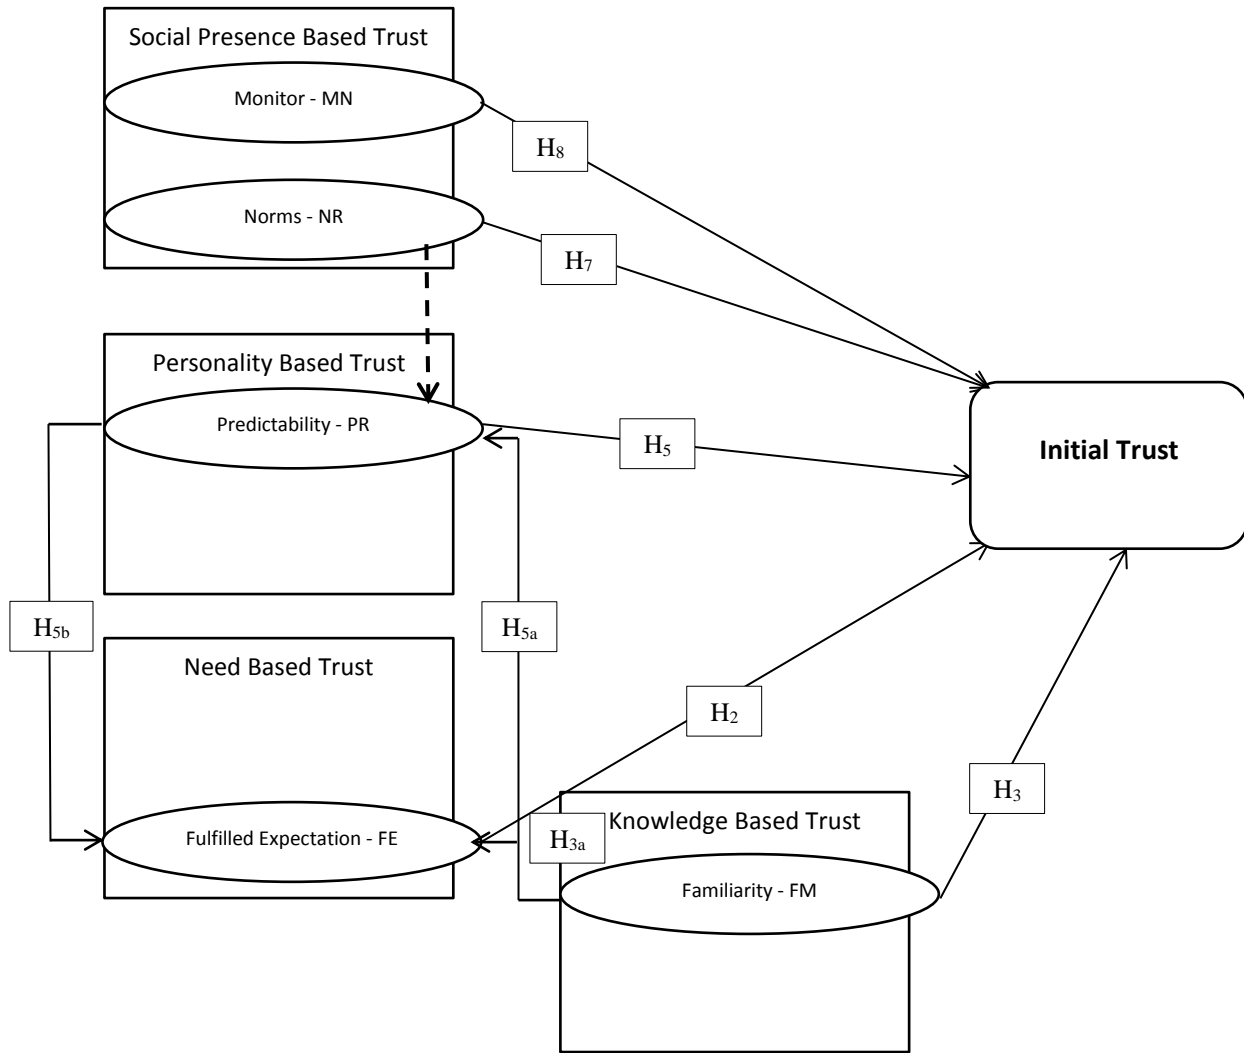 Social Presence Based Trust
Monitor - MN
H8
Norms - NR
H7
Personality Based Trust
Predictability - PR
H5
Initial Trust
H5b
H5a
Need Based Trust
H2
H3
Fulfilled Expectation - FE
H3a
Knowledge Based Trust
Familiarity - FM